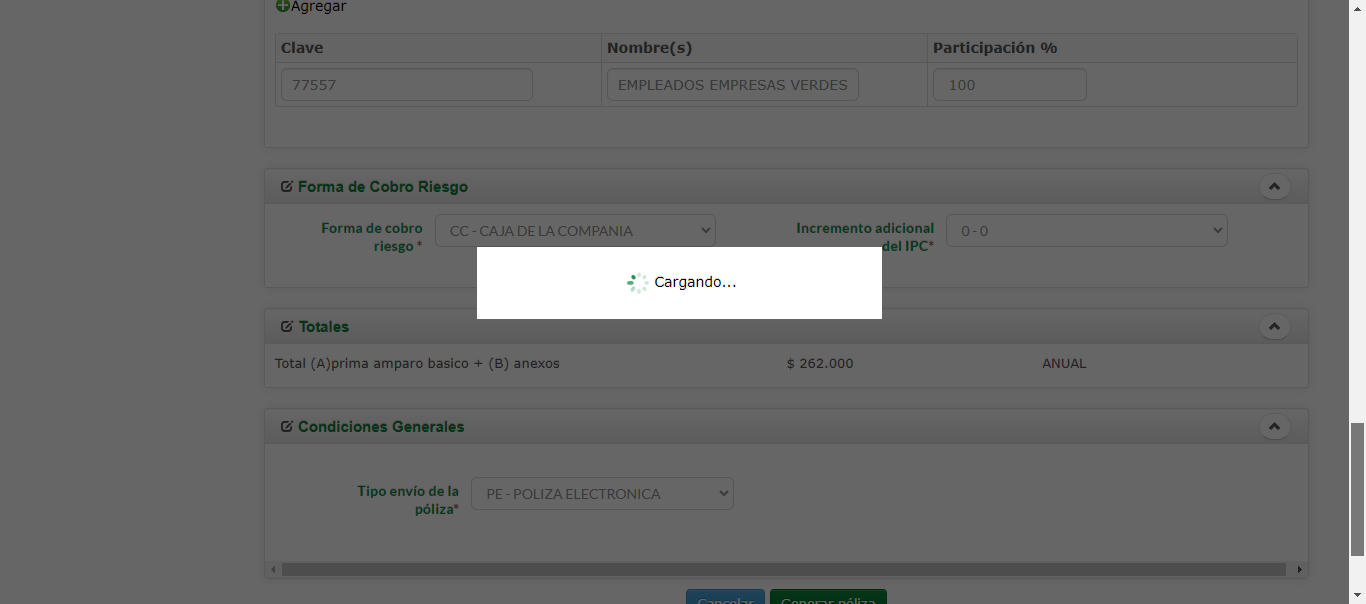 Agregar
Clave Nombre(s) Participación %
77557 EMPLEADOS EMPRESAS VERDES 100
Forma de Cobro Riesgo
Forma de cobro riesgo * CC - CAJA DE LA COMPANIA Incremento adicional del IPC* 0 - 0
Cargando...
Totales
Total (A)prima amparo basico + (B) anexos $ 262.000 ANUAL
Condiciones Generales
Tipo envío de la póliza* PE - POLIZA ELECTRONICA
Cancelar Generar póliza